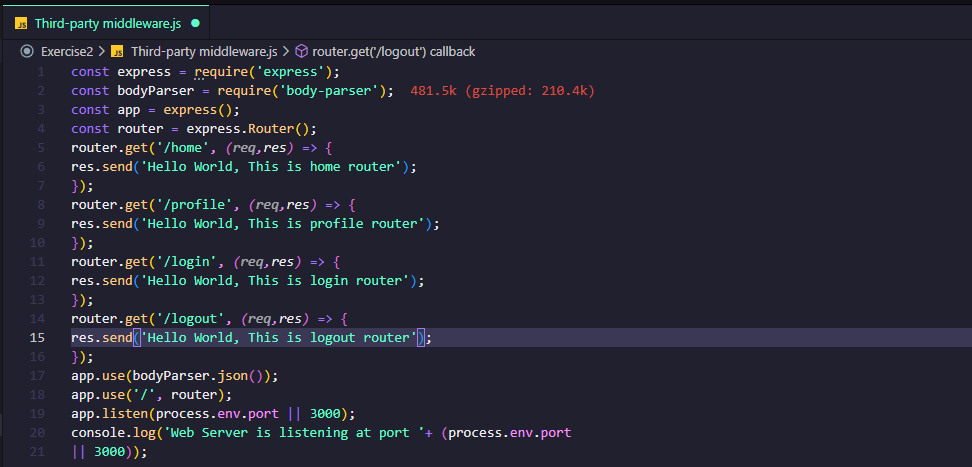 JS Third-party middleware.js
Exercise2 > JS Third-party middleware.js > router.get('/logout') callback
1 const express = require('express');
2 const bodyParser = require('body-parser'); 481.5k (gzipped: 210.4k)
3 const app = express();
4 const router = express.Router();
5 router.get('/home', (req,res) => {
6 res.send('Hello World, This is home router');
7 });
8 router.get('/profile', (req,res) => {
9 res.send('Hello World, This is profile router');
10 });
11 router.get('/login', (req,res) => {
12 res.send('Hello World, This is login router');
13 });
14 router.get('/logout', (req,res) => {
15 res.send('Hello World, This is logout router');
16 });
17 app.use(bodyParser.json());
18 app.use('/', router);
19 app.listen(process.env.port || 3000);
20 console.log('Web Server is listening at port '+ (process.env.port
21 || 3000));